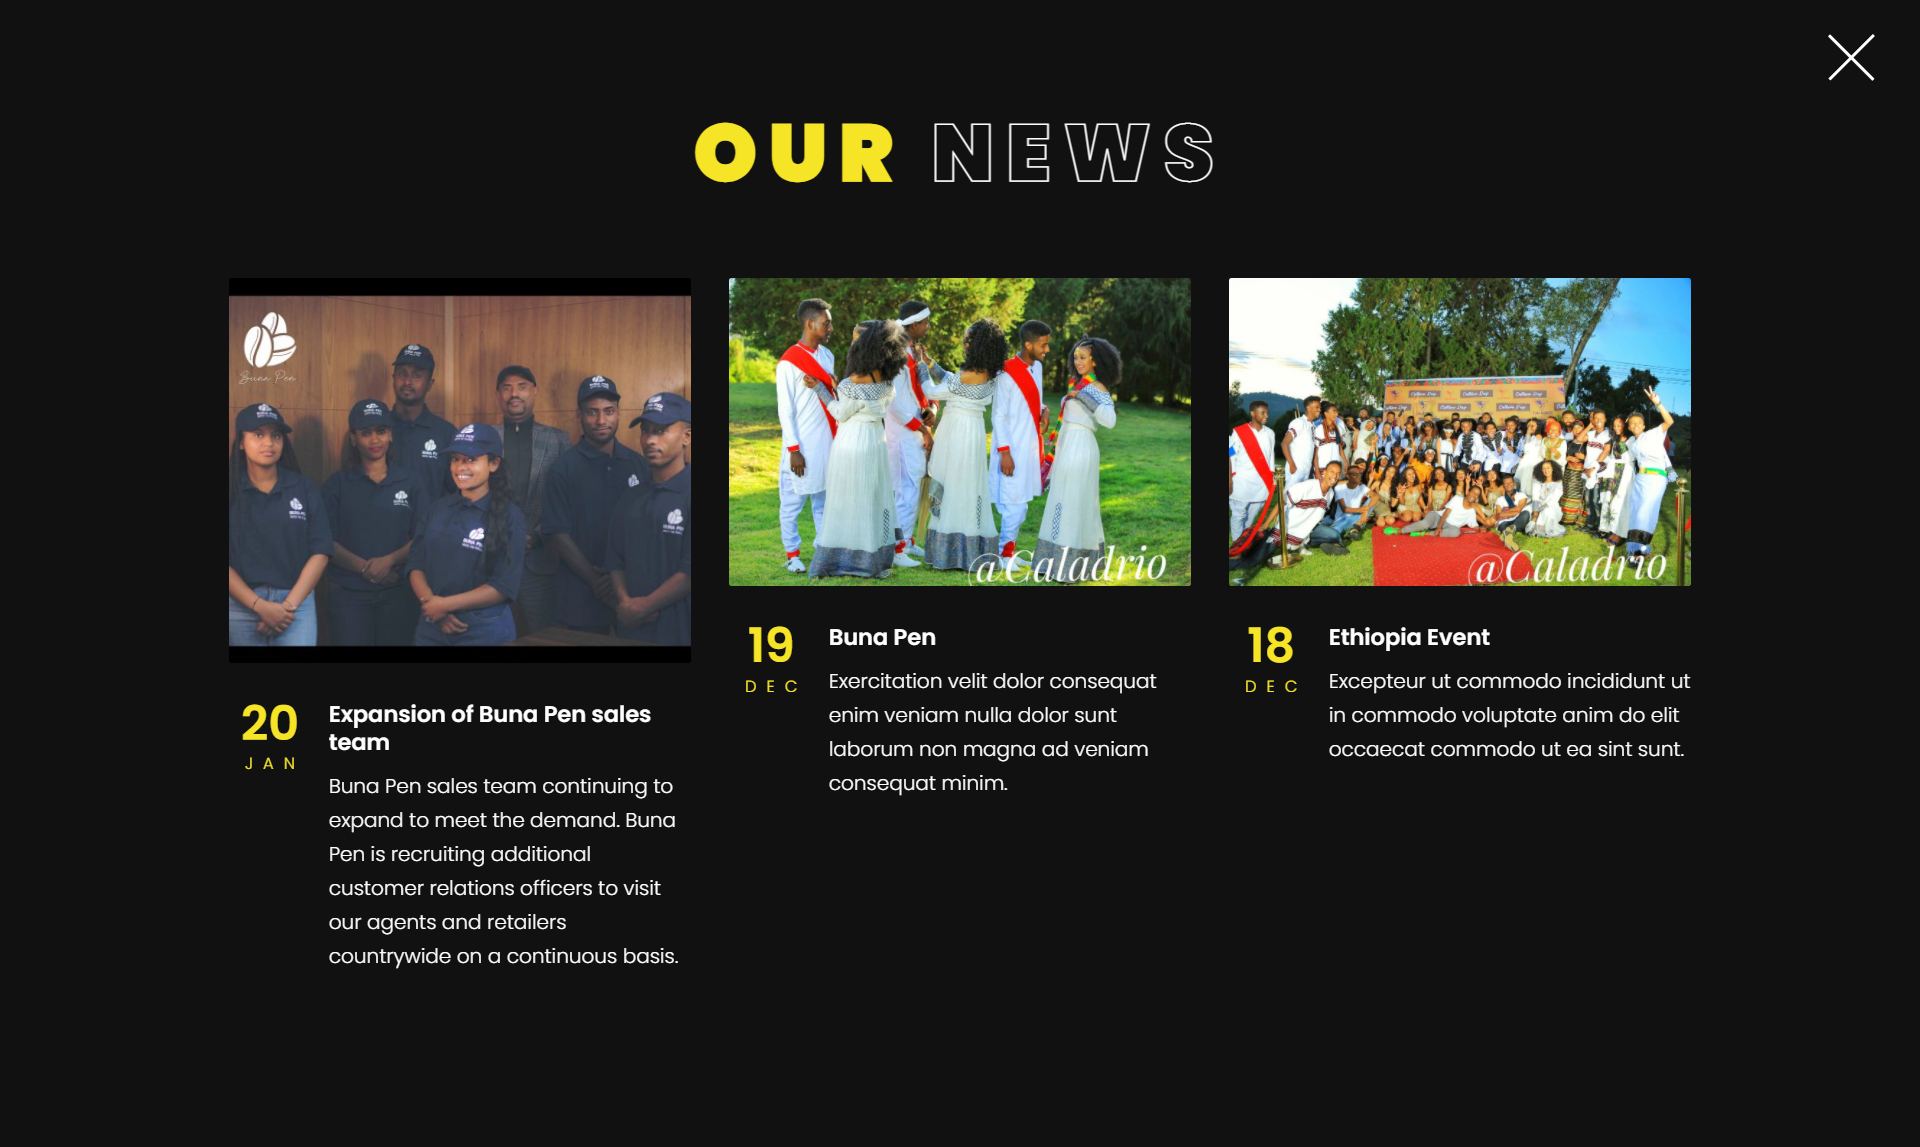 OUR NEWS
Buna Pen
@Caladrio
@Caladrio
20
JAN
Expansion of Buna Pen sales
team
Buna Pen sales team continuing to
expand to meet the demand. Buna
Pen is recruiting additional
customer relations officers to visit
our agents and retailers
countrywide on a continuous basis.
19
DEC
Buna Pen
Exercitation velit dolor consequat
enim veniam nulla dolor sunt
laborum non magna ad veniam
consequat minim.
18
DEC
Ethiopia Event
Excepteur ut commodo incididunt ut
in commodo voluptate anim do elit
occaecat commodo ut ea sint sunt.